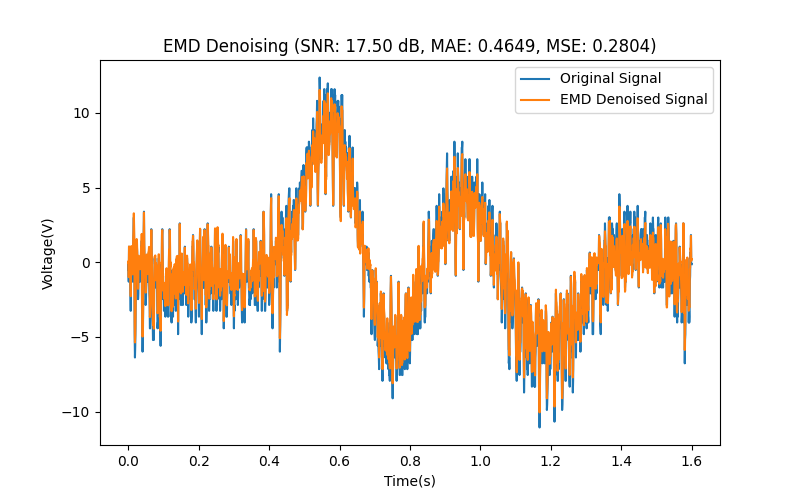 EMD Denoising (SNR: 17.50 dB, MAE: 0.4649, MSE: 0.2804)
Original Signal
EMD Denoised Signal
10
5
0
−5
−10
Voltage(V)
0.0 0.2 0.4 0.6 0.8 1.0 1.2 1.4 1.6
Time(s)